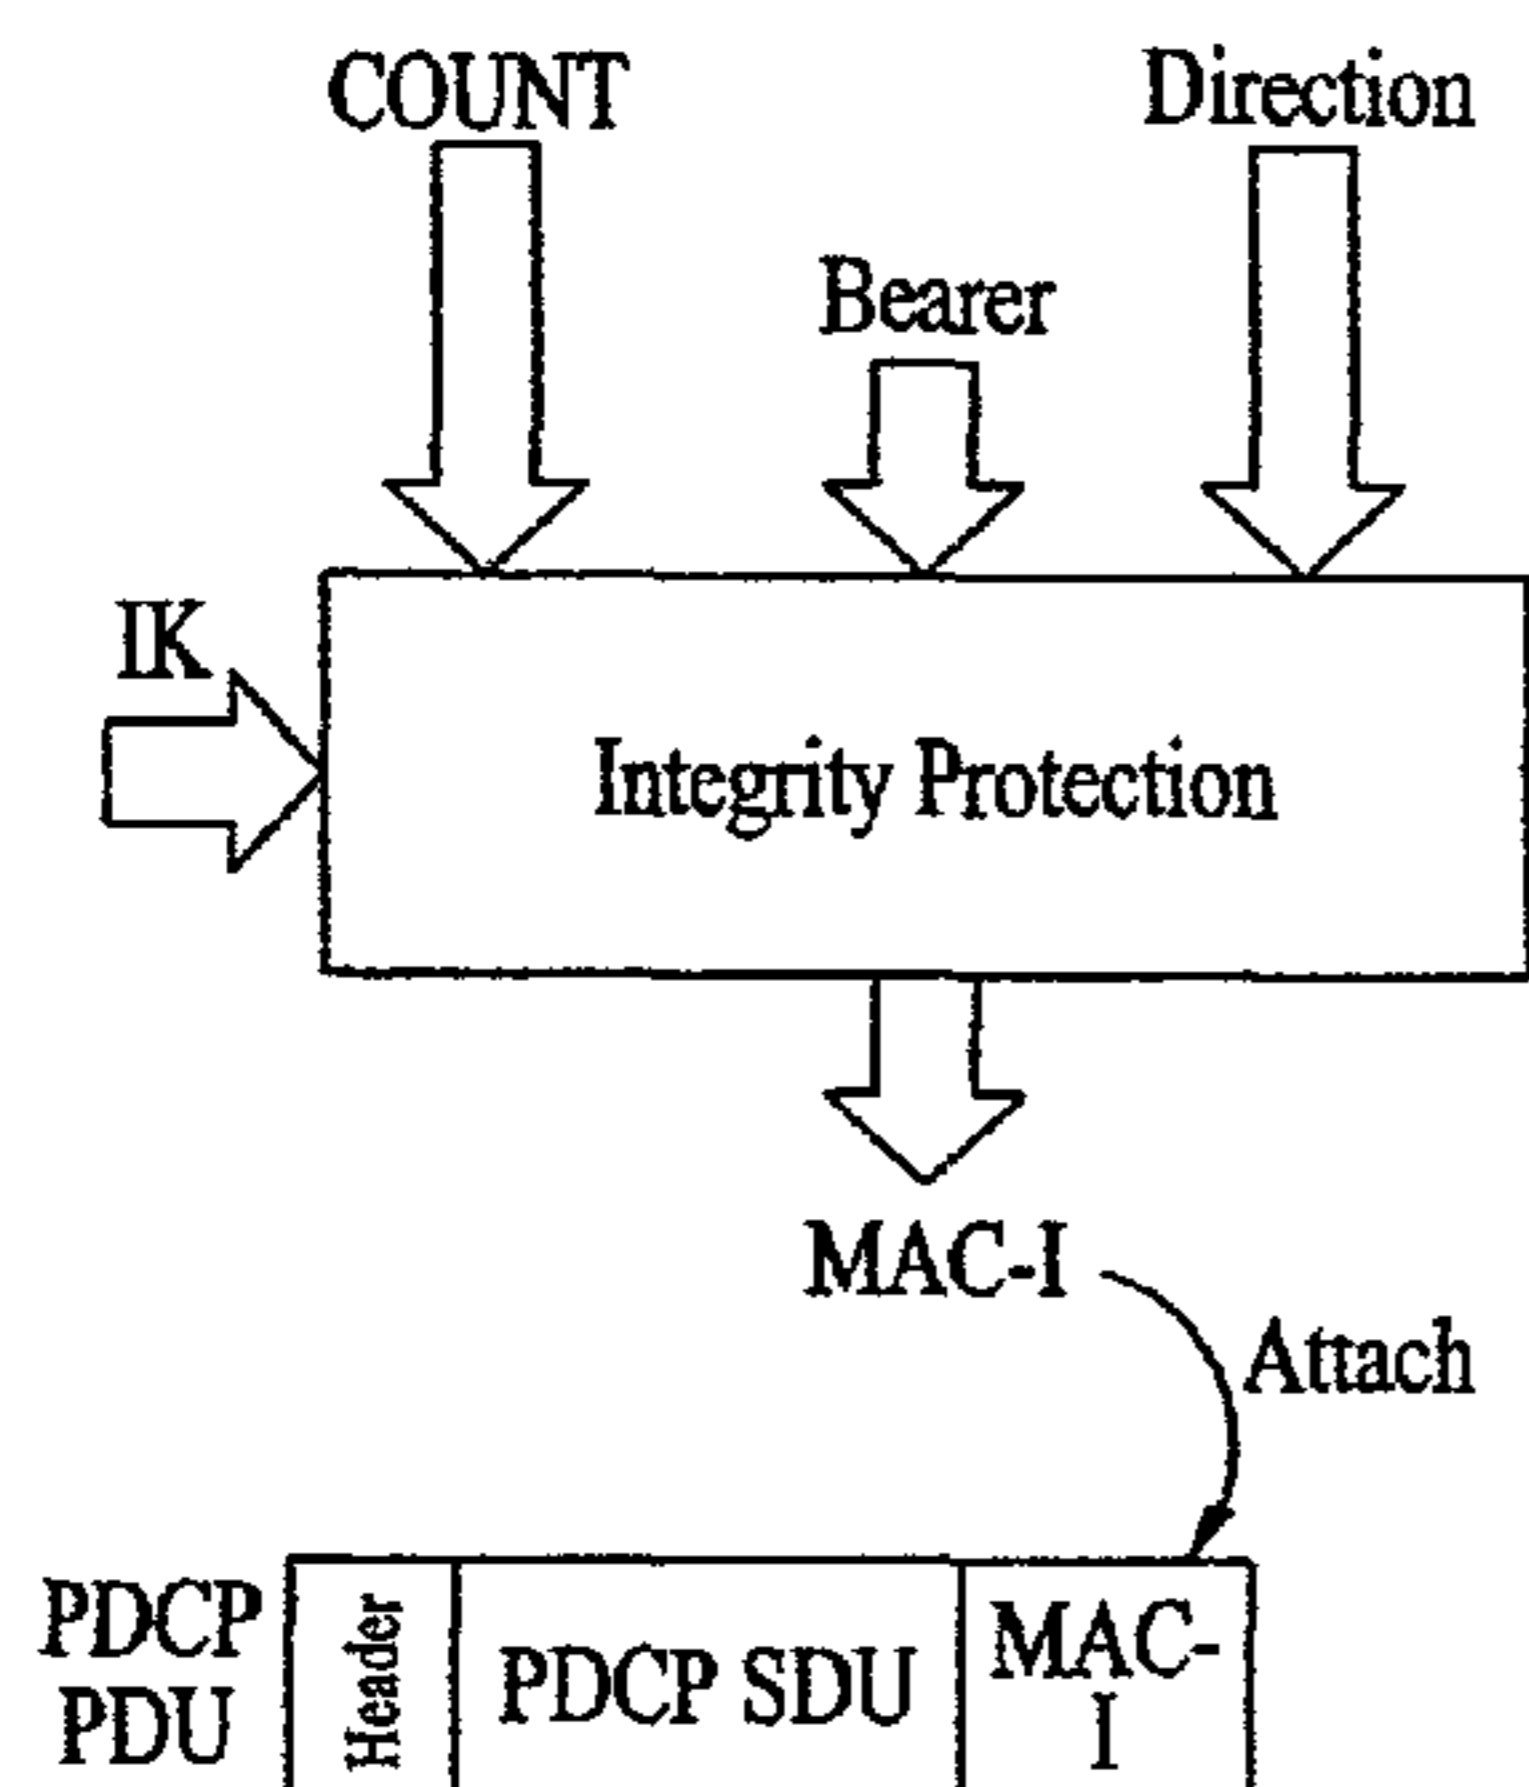 COUNT
Direction
Bearer
IK
Integrity Protection
MAC-I
Attach
PDCP
PDU
Header
PDCP SDU
MAC-
I